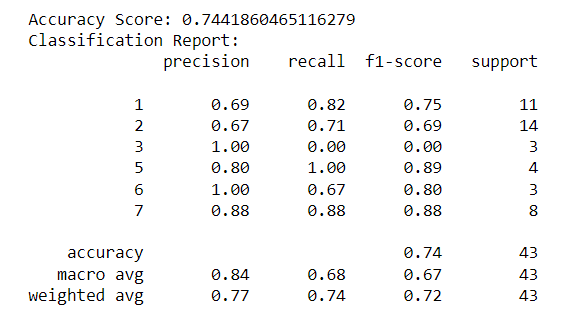 Accuracy Score: 0.7441860465116279
Classification Report:
              precision    recall  f1-score   support

           1       0.69      0.82      0.75        11
           2       0.67      0.71      0.69        14
           3       1.00      0.00      0.00         3
           5       0.80      1.00      0.89         4
           6       1.00      0.67      0.80         3
           7       0.88      0.88      0.88         8

    accuracy                           0.74        43
   macro avg       0.84      0.68      0.67        43
weighted avg       0.77      0.74      0.72        43